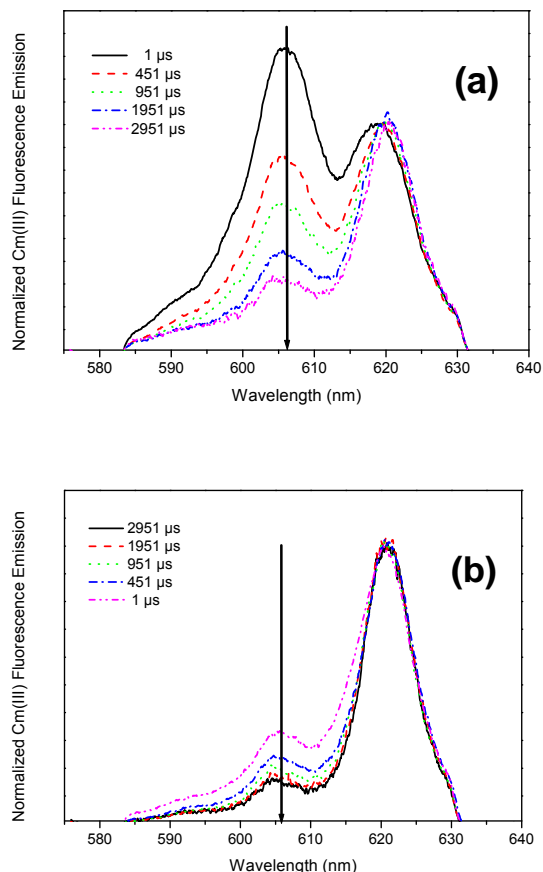 Normalized Cm(III) Fluorescence Emission
1 µs
451 µs
951 µs
1951 µs
2951 µs
(a)
580 590 600 610 620 630 640
Wavelength (nm)
Normalized Cm(III) Fluorescence Emission
2951 µs
1951 µs
951 µs
451 µs
1 µs
(b)
580 590 600 610 620 630 640
Wavelength (nm)